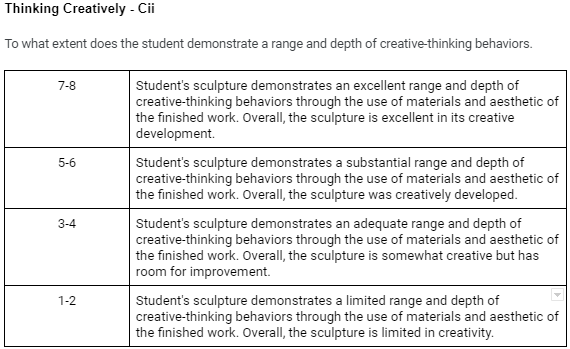 Thinking Creatively - Cii
To what extent does the student demonstrate a range and depth of creative-thinking behaviors.
7-8
Student's sculpture demonstrates an excellent range and depth of
creative-thinking behaviors through the use of materials and aesthetic of
the finished work. Overall, the sculpture is excellent in its creative
development.
5-6
Student's sculpture demonstrates a substantial range and depth of
creative-thinking behaviors through the use of materials and aesthetic of
the finished work. Overall, the sculpture was creatively developed.
3-4
Student's sculpture demonstrates an adequate range and depth of
creative-thinking behaviors through the use of materials and aesthetic of
the finished work. Overall, the sculpture is somewhat creative but has
room for improvement.
1-2
Student's sculpture demonstrates a limited range and depth of
creative-thinking behaviors through the use of materials and aesthetic of
the finished work. Overall, the sculpture is limited in creativity.